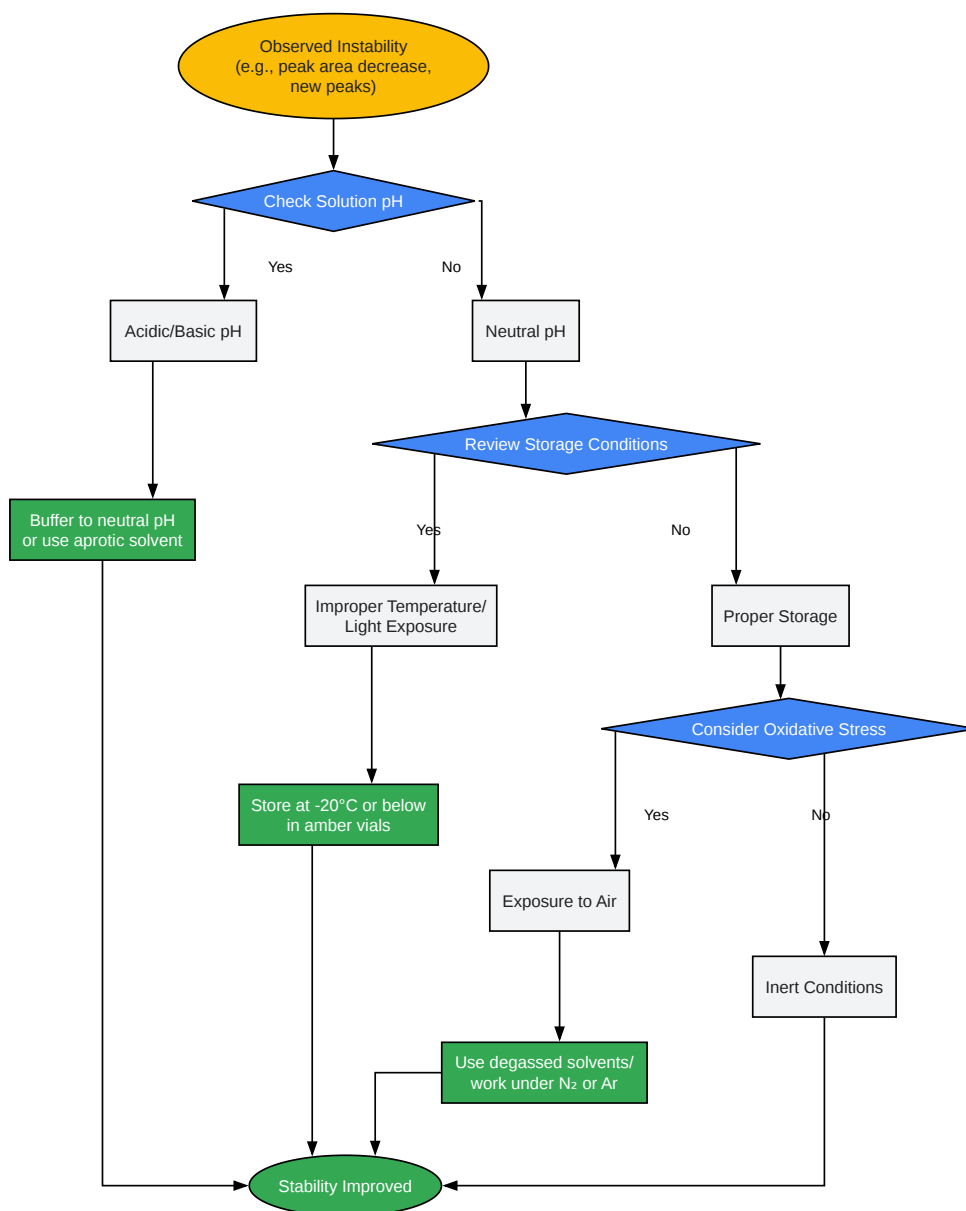 Observed Instability
(e.g., peak area decrease,
new peaks)
Check Solution pH
Yes
No
Acidic/Basic pH
Neutral pH
Review Storage Conditions
Buffer to neutral pH
or use aprotic solvent
Yes
No
Improper Temperature/
Light Exposure
Proper Storage
Consider Oxidative Stress
Store at -20°C or below
in amber vials
Yes
No
Exposure to Air
Inert Conditions
Use degassed solvents/
work under N₂ or Ar
Stability Improved